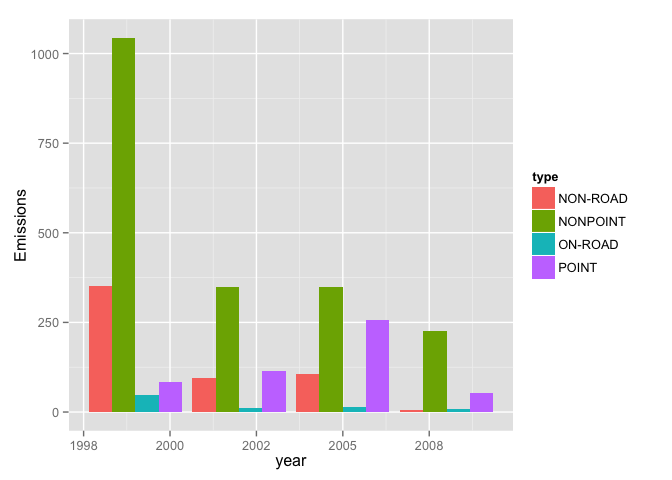 1000
750
500
250
0
Emissions
1998 2000 2002 2005 2008
year
type
NON-ROAD
NONPOINT
ON-ROAD
POINT